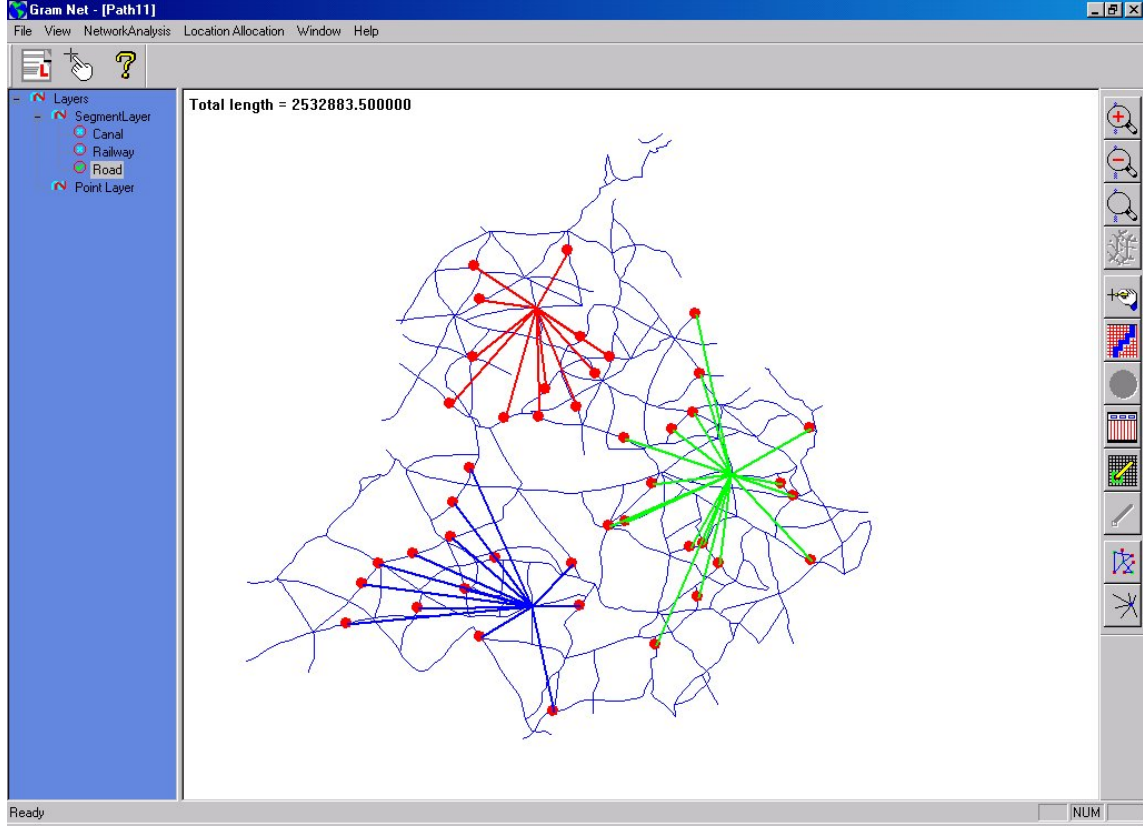 Gram Net - [Path11]
File View NetworkAnalysis Location Allocation Window Help
L
Layers
SegmentLayer
Canal
Railway
Road
Point Layer
Total length = 2532883.500000
Ready
NUM